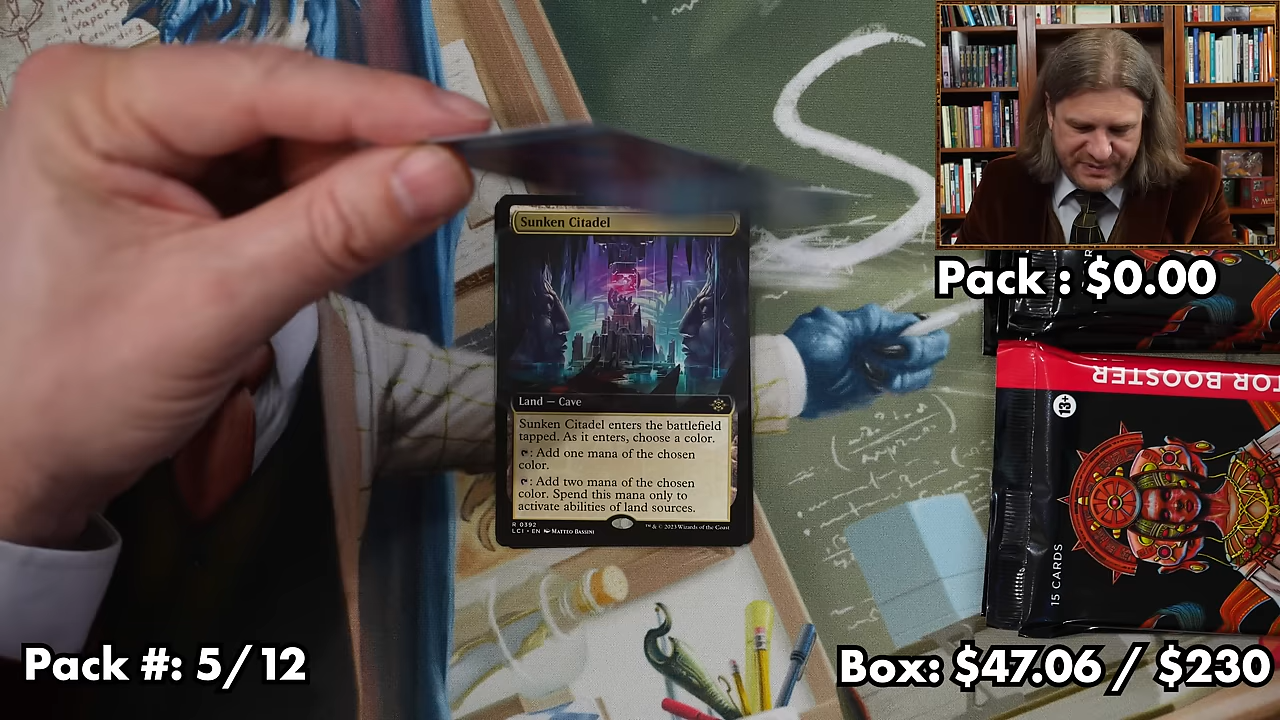 Sunken Citadel
Land — Cave
Sunken Citadel enters the battlefield
tapped. As it enters, choose a color.
: Add one mana of the chosen
color.
: Add two mana of the chosen
color. Spend this mana only to
activate abilities of land sources.
R 0392
LCI • EN Matteo Bassini
™ & © 2023 Wizards of the Coast
S
Pack : $0.00
TOR BOOSTER
13+
15 CARDS
Pack #: 5/12
Box: $47.06 / $230